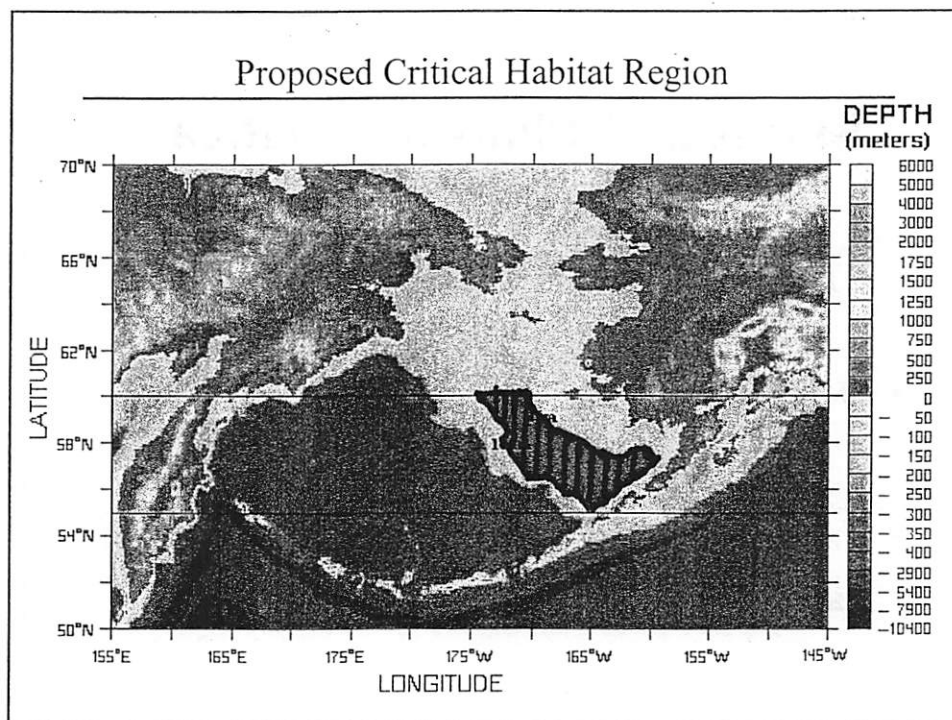 Proposed Critical Habitat Region
DEPTH
(meters)
6000
5000
4000
3000
2000
1750
1500
1250
1000
750
500
250
0
- 50
- 100
- 150
- 200
- 250
- 300
- 350
- 400
- 2900
- 5400
- 7900
-10400
70°N
66°N
62°N
58°N
54°N
50°N
LATITUDE
155°E 165°E 175°E 175°W 165°W 155°W 145°W
LONGITUDE